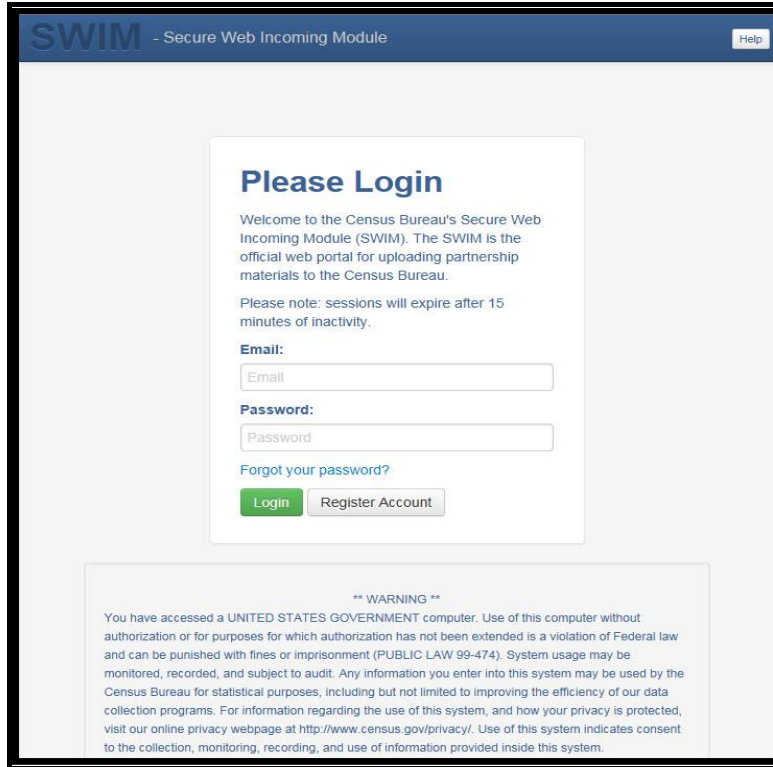 SWIM - Secure Web Incoming Module
Help
Please Login
Welcome to the Census Bureau's Secure Web
Incoming Module (SWIM). The SWIM is the
official web portal for uploading partnership
materials to the Census Bureau.
Please note: sessions will expire after 15
minutes of inactivity.
Email:
Email
Password:
Password
Forgot your password?
Login Register Account
** WARNING **
You have accessed a UNITED STATES GOVERNMENT computer. Use of this computer without
authorization or for purposes for which authorization has not been extended is a violation of Federal law
and can be punished with fines or imprisonment (PUBLIC LAW 99-474). System usage may be
monitored, recorded, and subject to audit. Any information you enter into this system may be used by the
Census Bureau for statistical purposes, including but not limited to improving the efficiency of our data
collection programs. For information regarding the use of this system, and how your privacy is protected,
visit our online privacy webpage at http://www.census.gov/privacy/. Use of this system indicates consent
to the collection, monitoring, recording, and use of information provided inside this system.